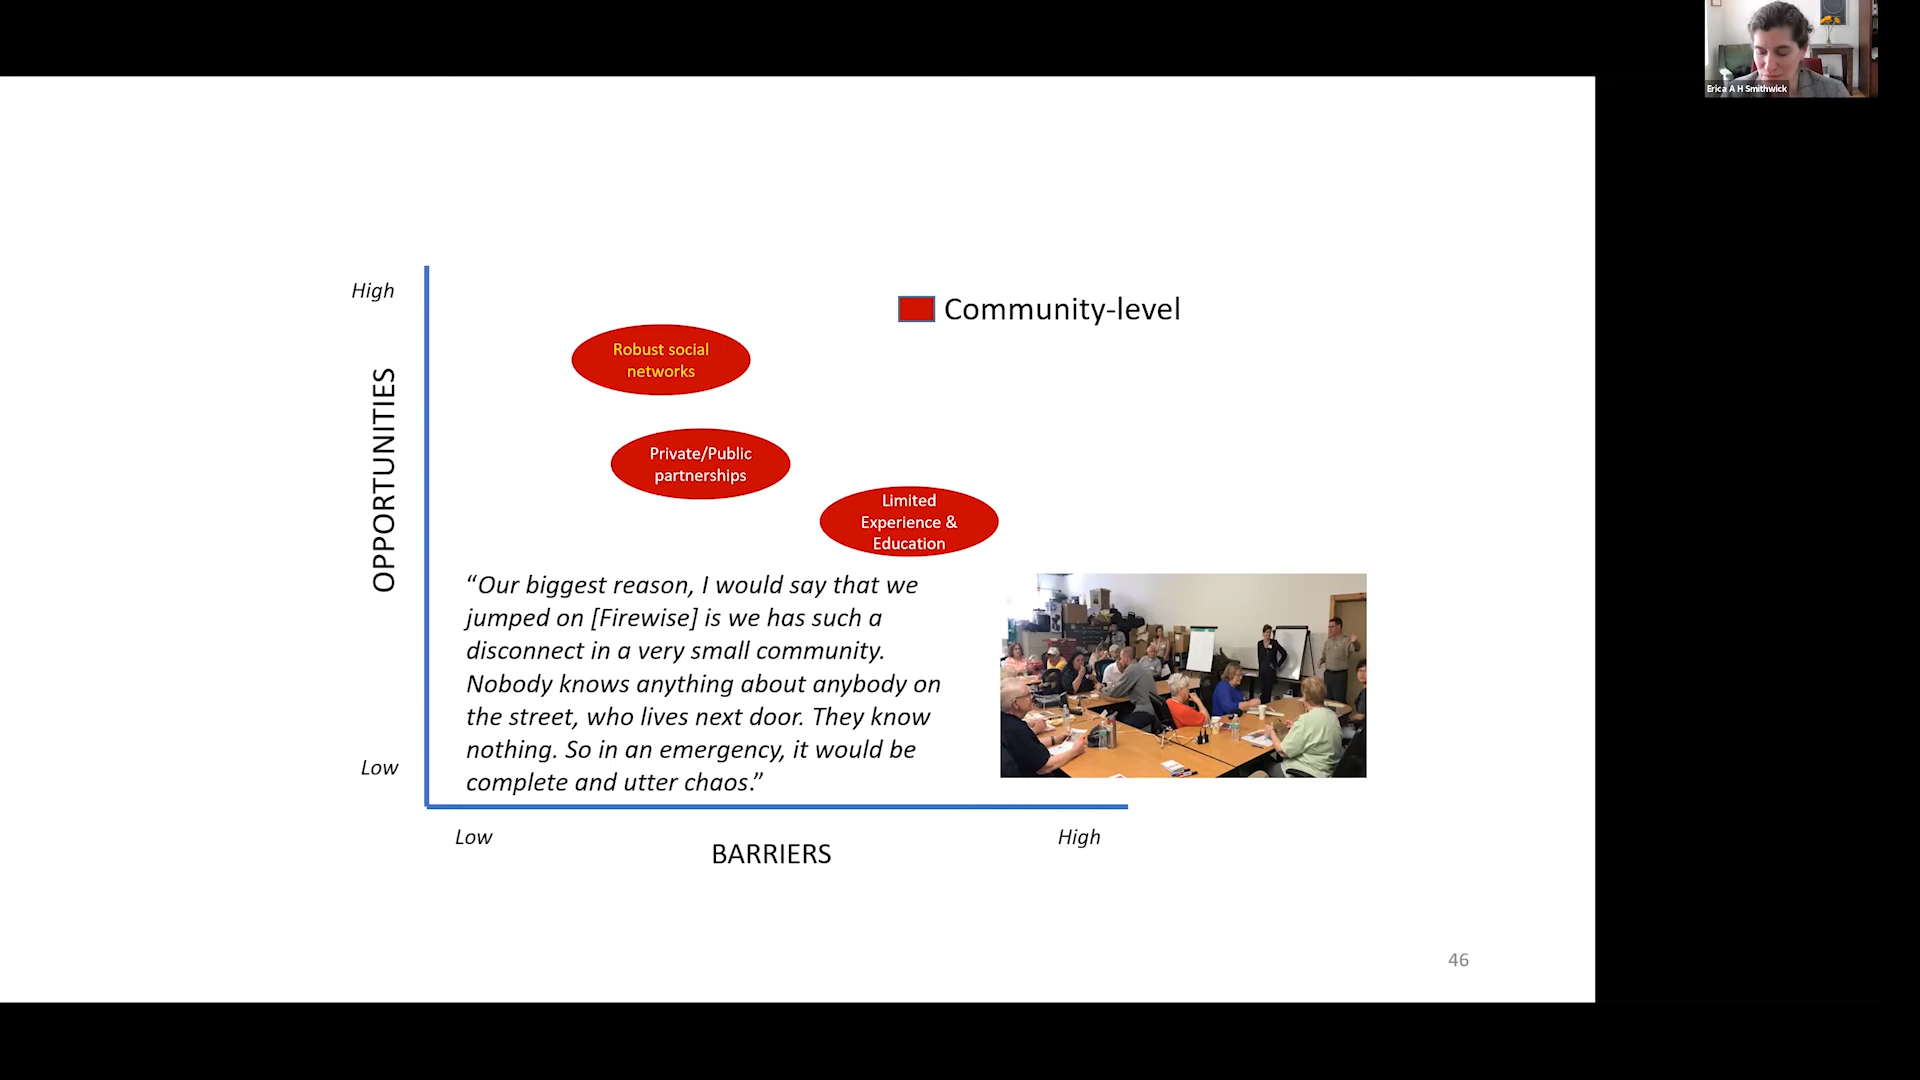 Erica A H Smithwick
High
Community-level
Robust social
networks
OPPORTUNITIES
Private/Public
partnerships
Limited
Experience &
Education
“Our biggest reason, I would say that we
jumped on [Firewise] is we has such a
disconnect in a very small community.
Nobody knows anything about anybody on
the street, who lives next door. They know
nothing. So in an emergency, it would be
complete and utter chaos.”
Low
Low
High
BARRIERS
46